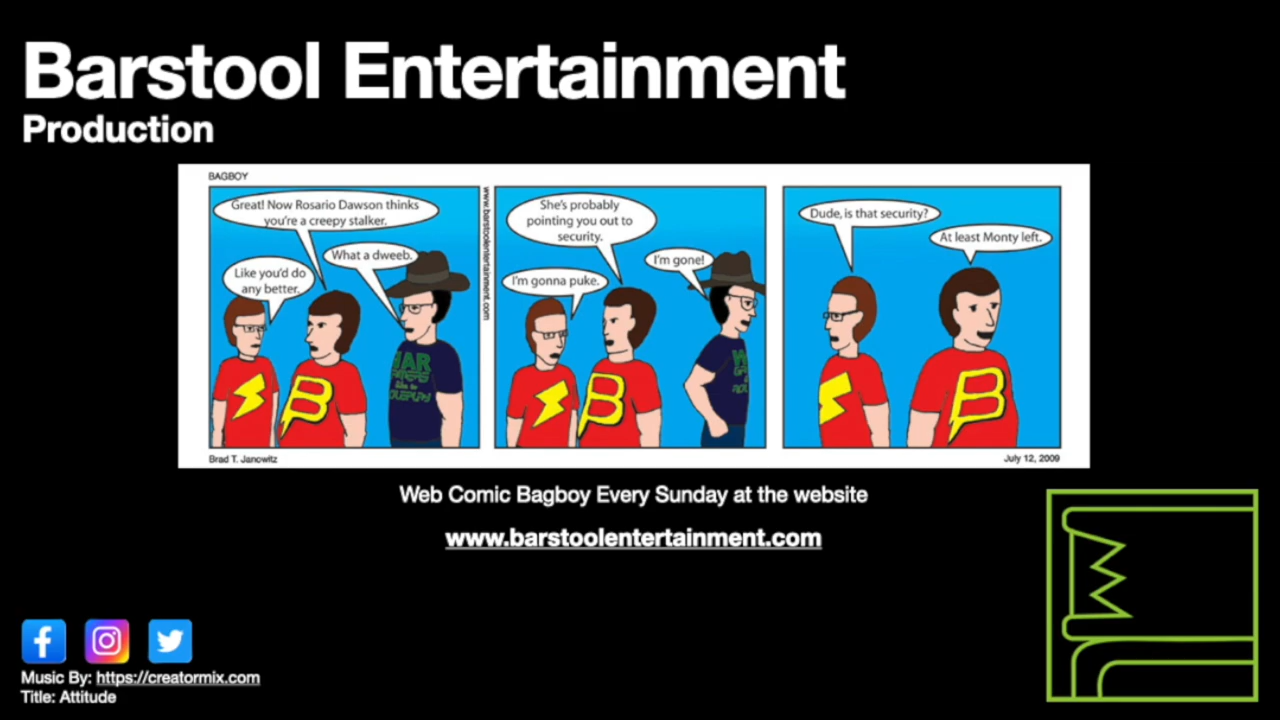 Barstool Entertainment
Production
BAGBOY
Great! Now Rosario Dawson thinks
you're a creepy stalker.
What a dweeb.
Like you'd do
any better.
www.barstoolentertainment.com
She's probably
pointing you out to
security.
I'm gone!
I'm gonna puke.
Dude, is that security?
At least Monty left.
B
B
B
Brad T. Janowitz
July 12, 2009
Web Comic Bagboy Every Sunday at the website
www.barstoolentertainment.com
Music By: https://creatormix.com
Title: Attitude